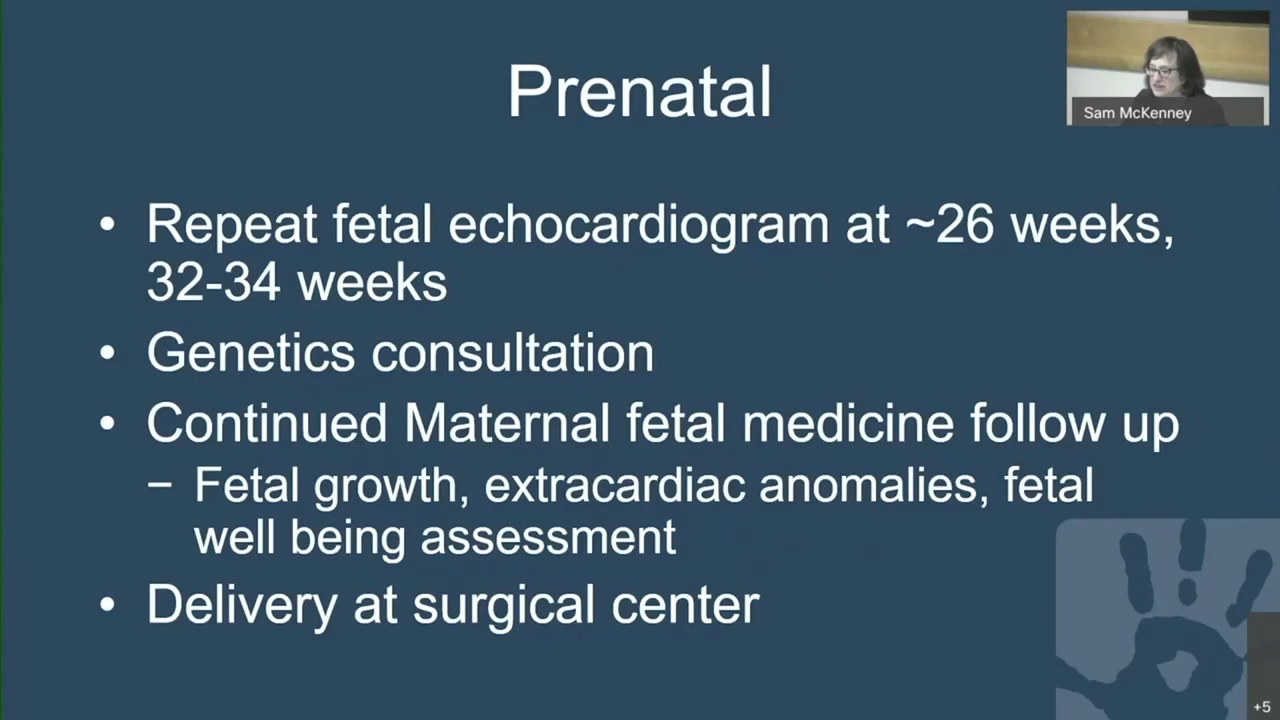 Prenatal
Sam McKenney
• Repeat fetal echocardiogram at ~26 weeks,
32-34 weeks
• Genetics consultation
• Continued Maternal fetal medicine follow up
– Fetal growth, extracardiac anomalies, fetal
well being assessment
• Delivery at surgical center
+5